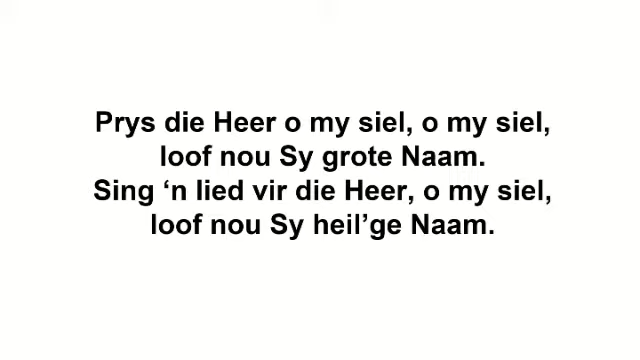 Prys die Heer o my siel, o my siel,
loof nou Sy grote Naam.
Sing ‘n lied vir die Heer, o my siel,
loof nou Sy heil’ge Naam.